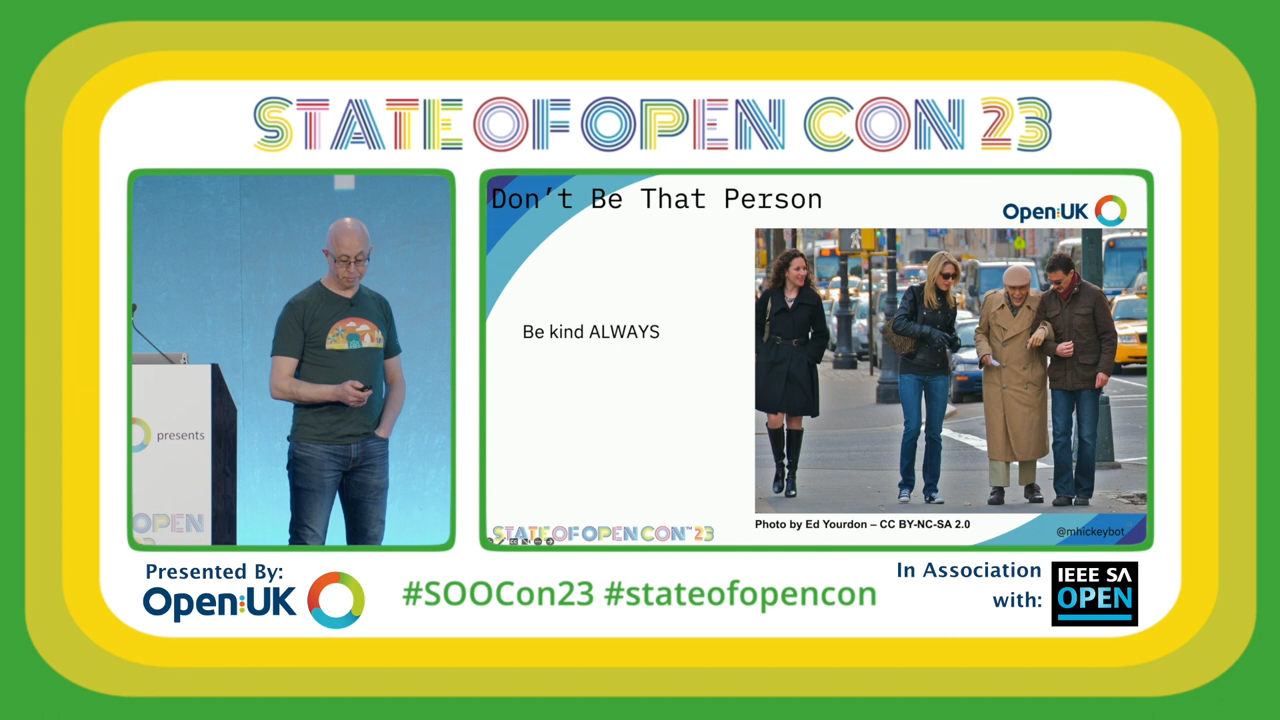 STATE OF OPEN CON 23
Don't Be That Person
Open:UK
Be kind ALWAYS
presents
OPEN
Photo by Ed Yourdon – CC BY-NC-SA 2.0
STATE OF OPEN CON™ 23
@mhickeybot
Presented By:
Open:UK
#SOOCon23 #stateofopencon
In Association
with:
IEEE SA
OPEN